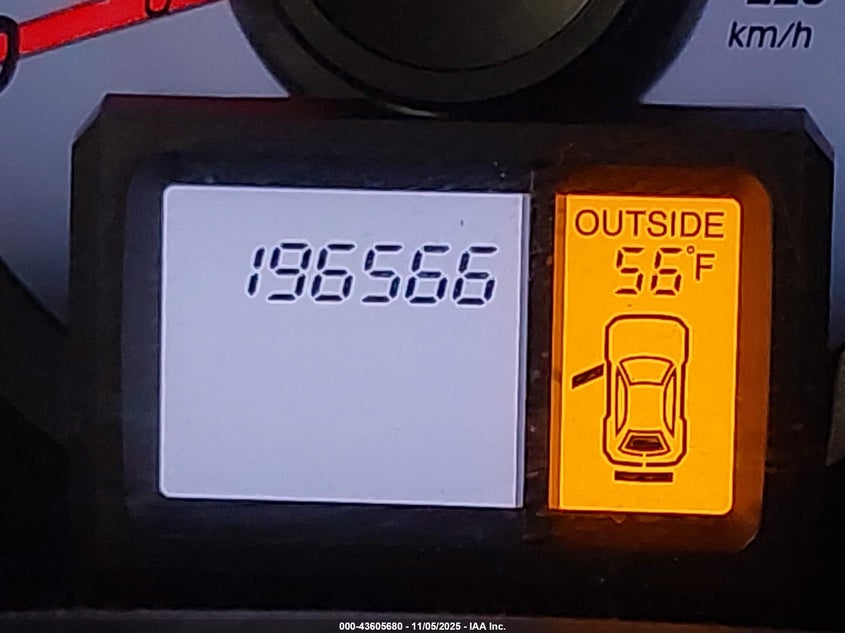 km/h
196566
OUTSIDE
56°F
000-43605680 - 11/05/2025 - IAA Inc.